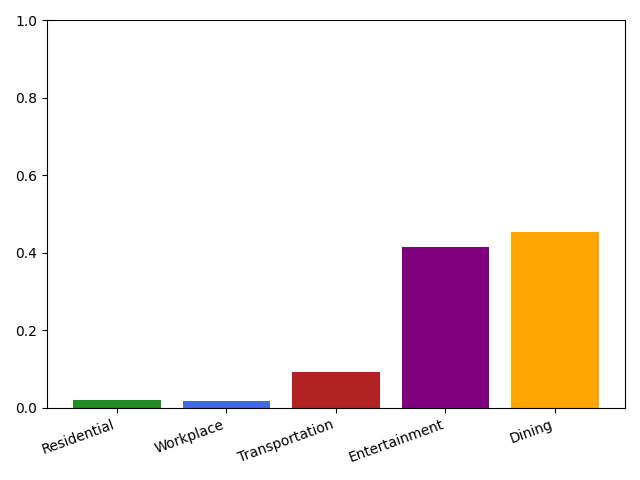 1.0
0.8
0.6
0.4
0.2
0.0
Residential
Workplace
Transportation
Entertainment
Dining